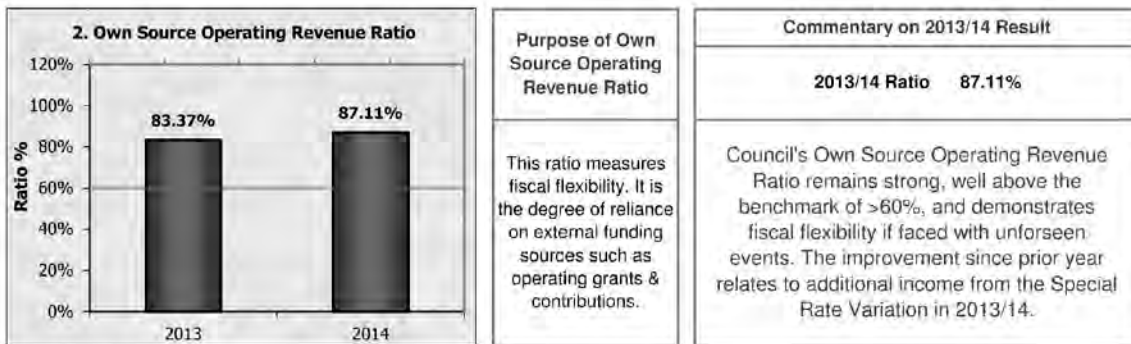 2. Own Source Operating Revenue Ratio
120%
100%
80%
60%
40%
20%
0%
Ratio %
83.37%
87.11%
2013
2014
Purpose of Own
Source Operating
Revenue Ratio
This ratio measures
fiscal flexibility. It is
the degree of reliance
on external funding
sources such as
operating grants &
contributions.
Commentary on 2013/14 Result
2013/14 Ratio 87.11%
Council's Own Source Operating Revenue
Ratio remains strong, well above the
benchmark of >60%, and demonstrates
fiscal flexibility if faced with unforseen
events. The improvement since prior year
relates to additional income from the Special
Rate Variation in 2013/14.